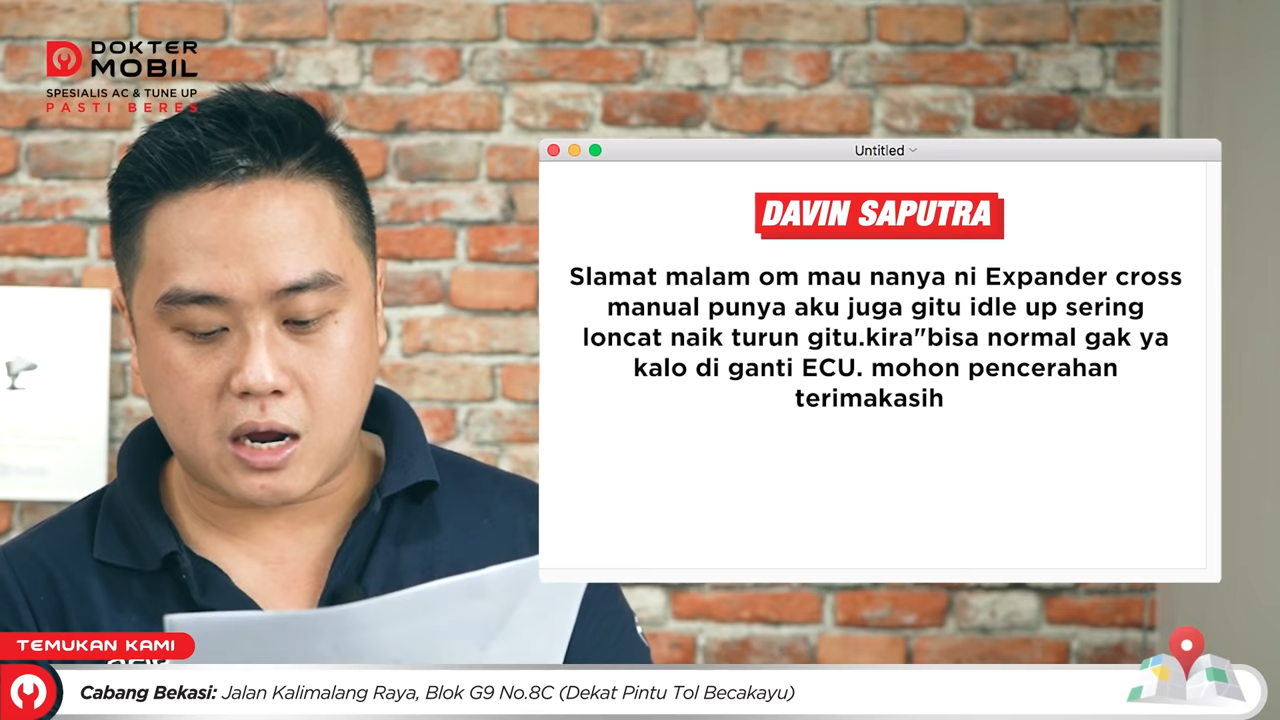 DOKTER
MOBIL
SPESIALIS AC & TUNE UP
PASTI BERES
Untitled
DAVIN SAPUTRA
Slamat malam om mau nanya ni Expander cross
manual punya aku juga gitu idle up sering
loncat naik turun gitu.kira"bisa normal gak ya
kalo di ganti ECU. mohon pencerahan
terimakasih
TEMUKAN KAMI
Cabang Bekasi: Jalan Kalimalang Raya, Blok G9 No.8C (Dekat Pintu Tol Becakayu)